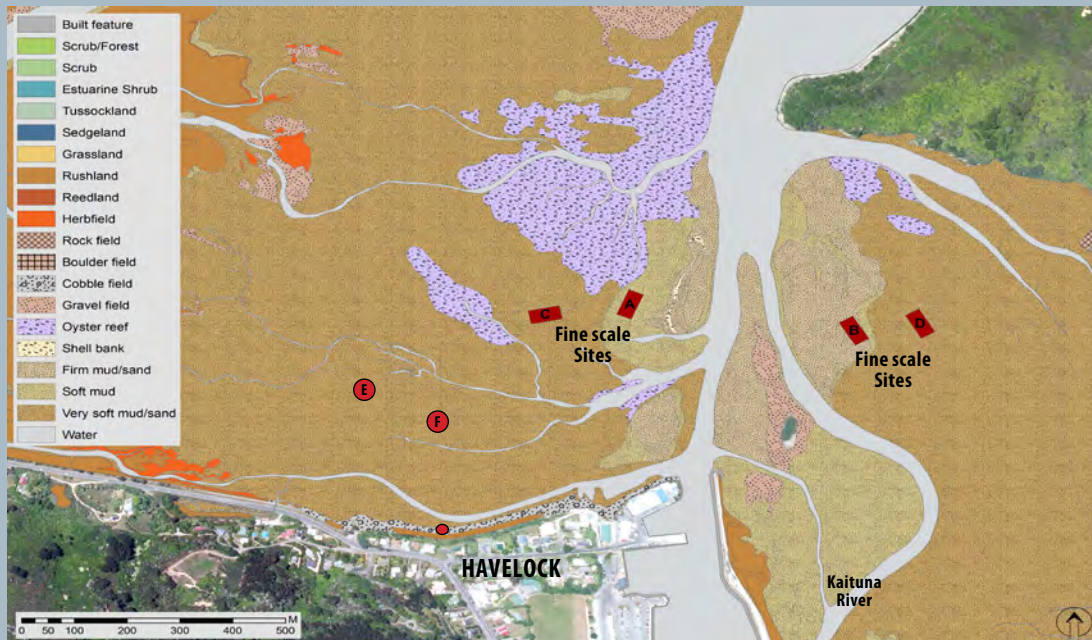 Built feature
Scrub/Forest
Scrub
Estuarine Shrub
Tussockland
Sedgeland
Grassland
Rushland
Reedland
Herbfield
Rock field
Boulder field
Cobble field
Gravel field
Oyster reef
Shell bank
Firm mud/sand
Soft mud
Very soft mud/sand
Water
C
A
Fine scale
Sites
B
D
Fine scale
Sites
E
F
HAVELOCK
Kaituna
River
M
0 50 100 200 300 400 500